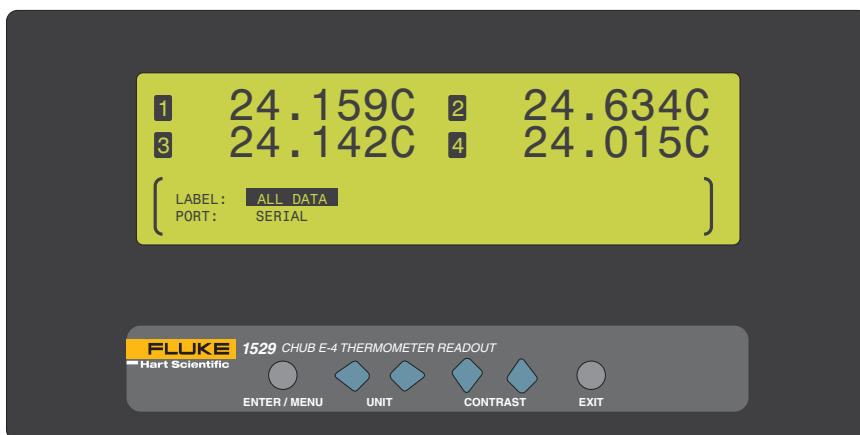 1 24.159C 2 24.634C
3 24.142C 4 24.015C
LABEL: ALL DATA
PORT: SERIAL
FLUKE 1529 CHUB E-4 THERMOMETER READOUT
Hart Scientific
ENTER / MENU UNIT CONTRAST EXIT